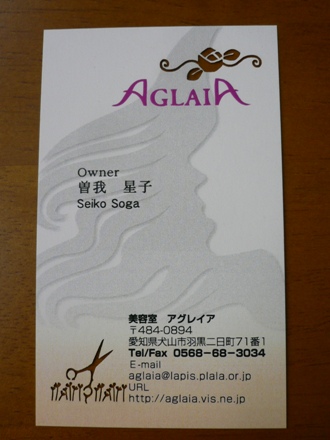 AGLAIA
Owner
曽我 星子
Seiko Soga
美容室 アグレイア
〒484-0894
愛知県犬山市羽黒二日町71番1
Tel/Fax 0568-68-3034
E-mail
aglaia@lapis.plala.or.jp
URL
http://aglaia.vis.ne.jp